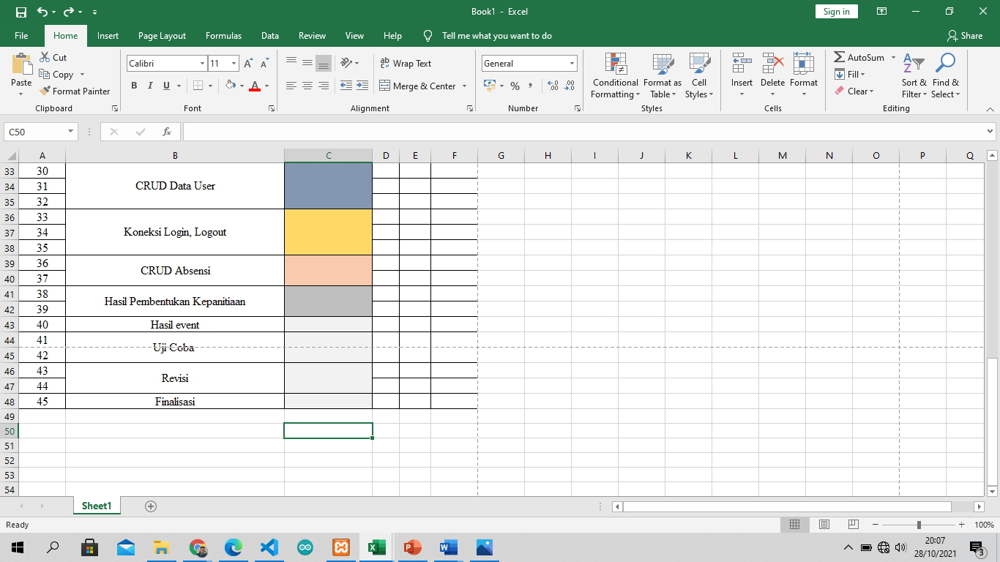 Book1 - Excel
Sign in
File Home Insert Page Layout Formulas Data Review View Help Tell me what you want to do Share
Paste
Cut
Copy
Format Painter
Clipboard
Calibri 11 A A
B I U A
Font
Wrap Text
Merge & Center
Alignment
General
% ,
Number
Conditional Formatting
Format as Table
Cell Styles
Styles
Insert Delete Format
Cells
AutoSum
Fill
Clear
Sort & Filter
Find & Select
Editing
C50 fx
A B C D E F G H I J K L M N O P Q
33 30
34 31 CRUD Data User
35 32
36 33
37 34 Koneksi Login, Logout
38 35
39 36 CRUD Absensi
40 37
41 38 Hasil Pembentukan Kepanitiaan
42 39
43 40 Hasil event
44 41 Uji Coba
45 42
46 43 Revisi
47 44
48 45 Finalisasi
49
50
51
52
53
54
Sheet1
Ready 100%
20:07
28/10/2021
3